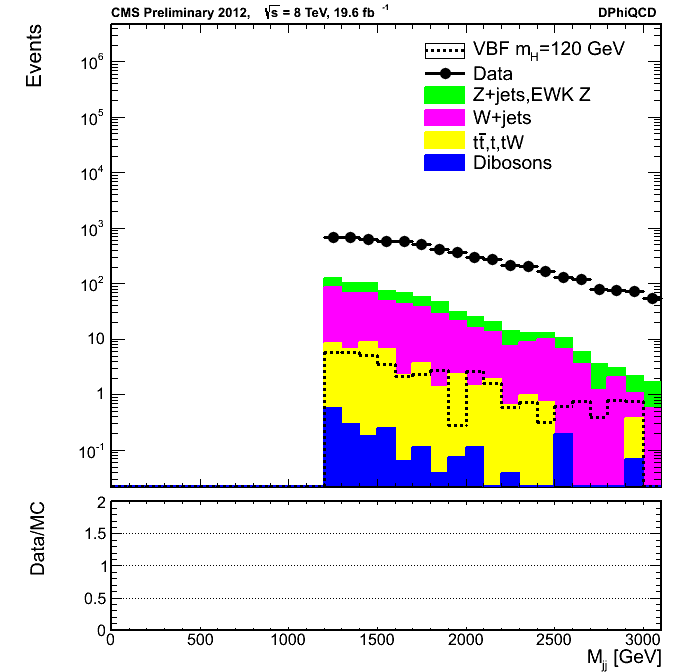 CMS Preliminary 2012, √s = 8 TeV, 19.6 fb⁻¹ DPhiQCD
Events
10⁶
10⁵
10⁴
10³
10²
10
1
10⁻¹
VBF m_H=120 GeV
Data
Z+jets,EWK Z
W+jets
tt̄,t,tW
Dibosons
Data/MC
2
1.5
1
0.5
0
0 500 1000 1500 2000 2500 3000
M_jj [GeV]